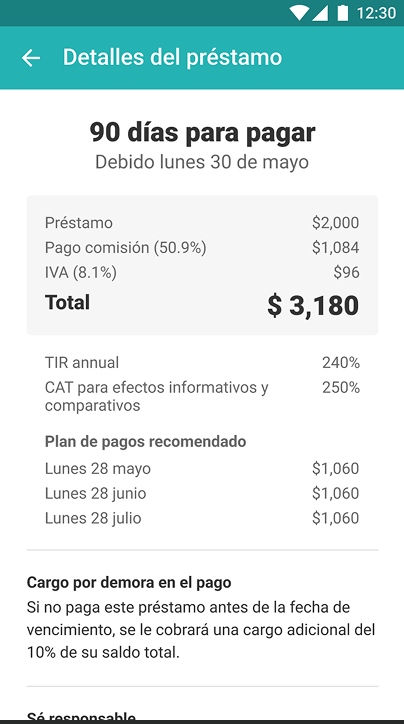 12:30
Detalles del préstamo
90 días para pagar
Debido lunes 30 de mayo
Préstamo $2,000
Pago comisión (50.9%) $1,084
IVA (8.1%) $96
Total $ 3,180
TIR annual 240%
CAT para efectos informativos y 250%
comparativos
Plan de pagos recomendado
Lunes 28 mayo $1,060
Lunes 28 junio $1,060
Lunes 28 julio $1,060
Cargo por demora en el pago
Si no paga este préstamo antes de la fecha de
vencimiento, se le cobrará una cargo adicional del
10% de su saldo total.
Sé responsable